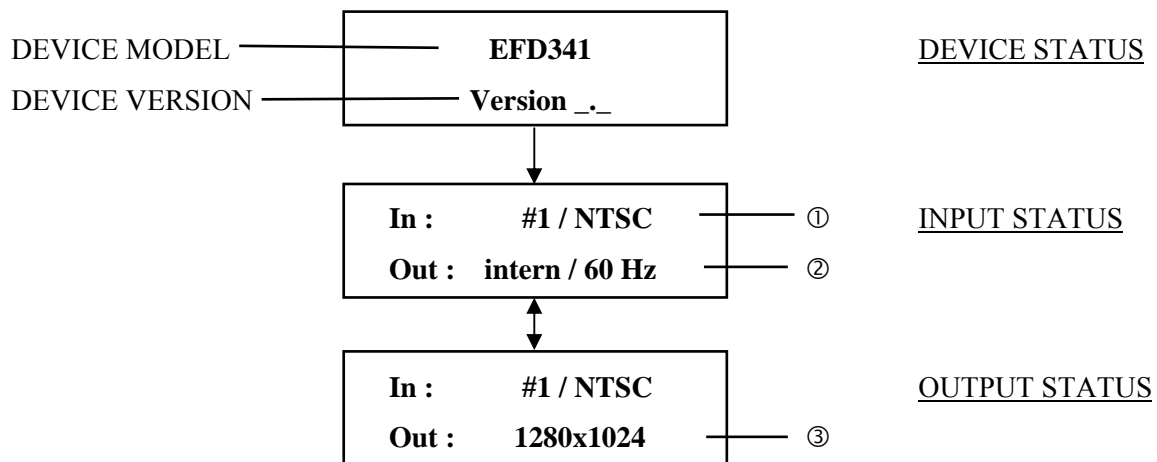 DEVICE MODEL EFD341 DEVICE STATUS
DEVICE VERSION Version _._
In : #1 / NTSC ① INPUT STATUS
Out : intern / 60 Hz ②
In : #1 / NTSC OUTPUT STATUS
Out : 1280x1024 ③